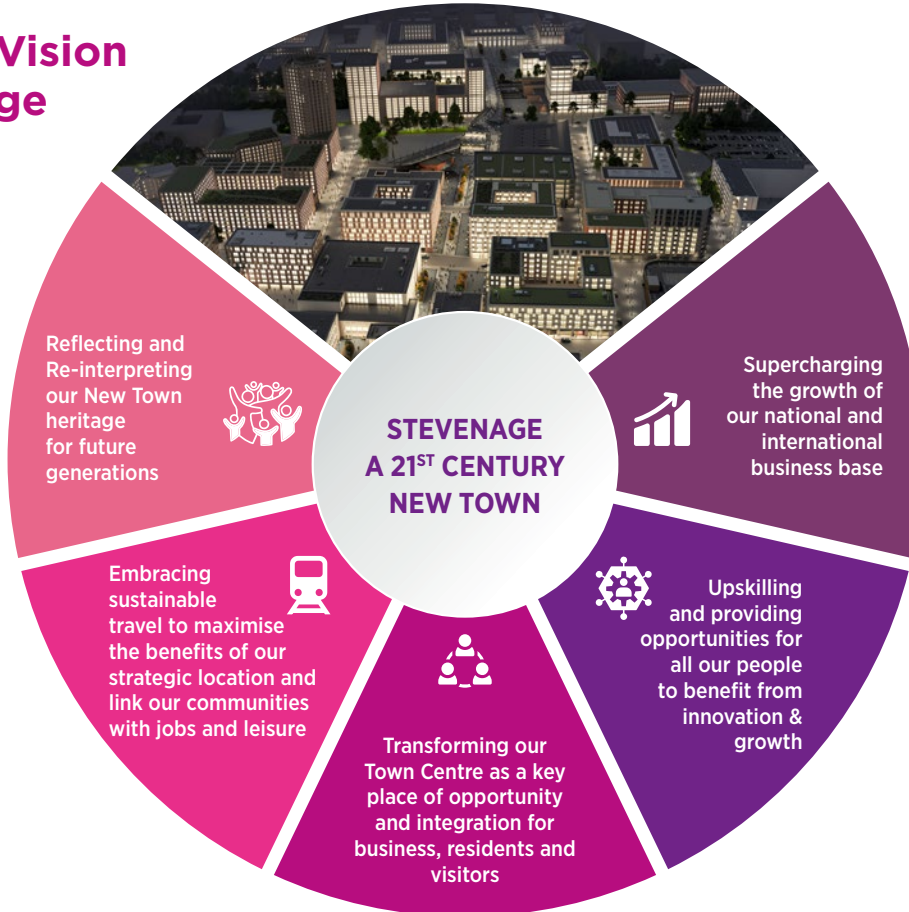 Vision
ge
Reflecting and
Re-interpreting
our New Town
heritage
for future
generations
STEVENAGE
A 21ST CENTURY
NEW TOWN
Supercharging
the growth of
our national and
international
business base
Embracing
sustainable
travel to maximise
the benefits of our
strategic location and
link our communities
with jobs and leisure
Upskilling
and providing
opportunities for
all our people
to benefit from
innovation &
growth
Transforming our
Town Centre as a key
place of opportunity
and integration for
business, residents and
visitors